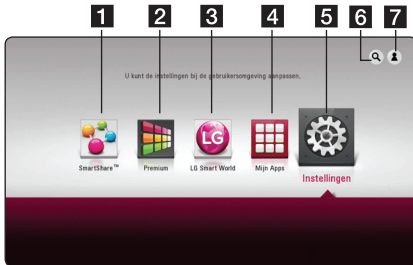 1 2 3 4 5 6 7
U kunt de instellingen bij de gebruikersomgeving aanpassen.
LG
SmartShare™ Premium LG Smart World Mijn Apps
Instellingen